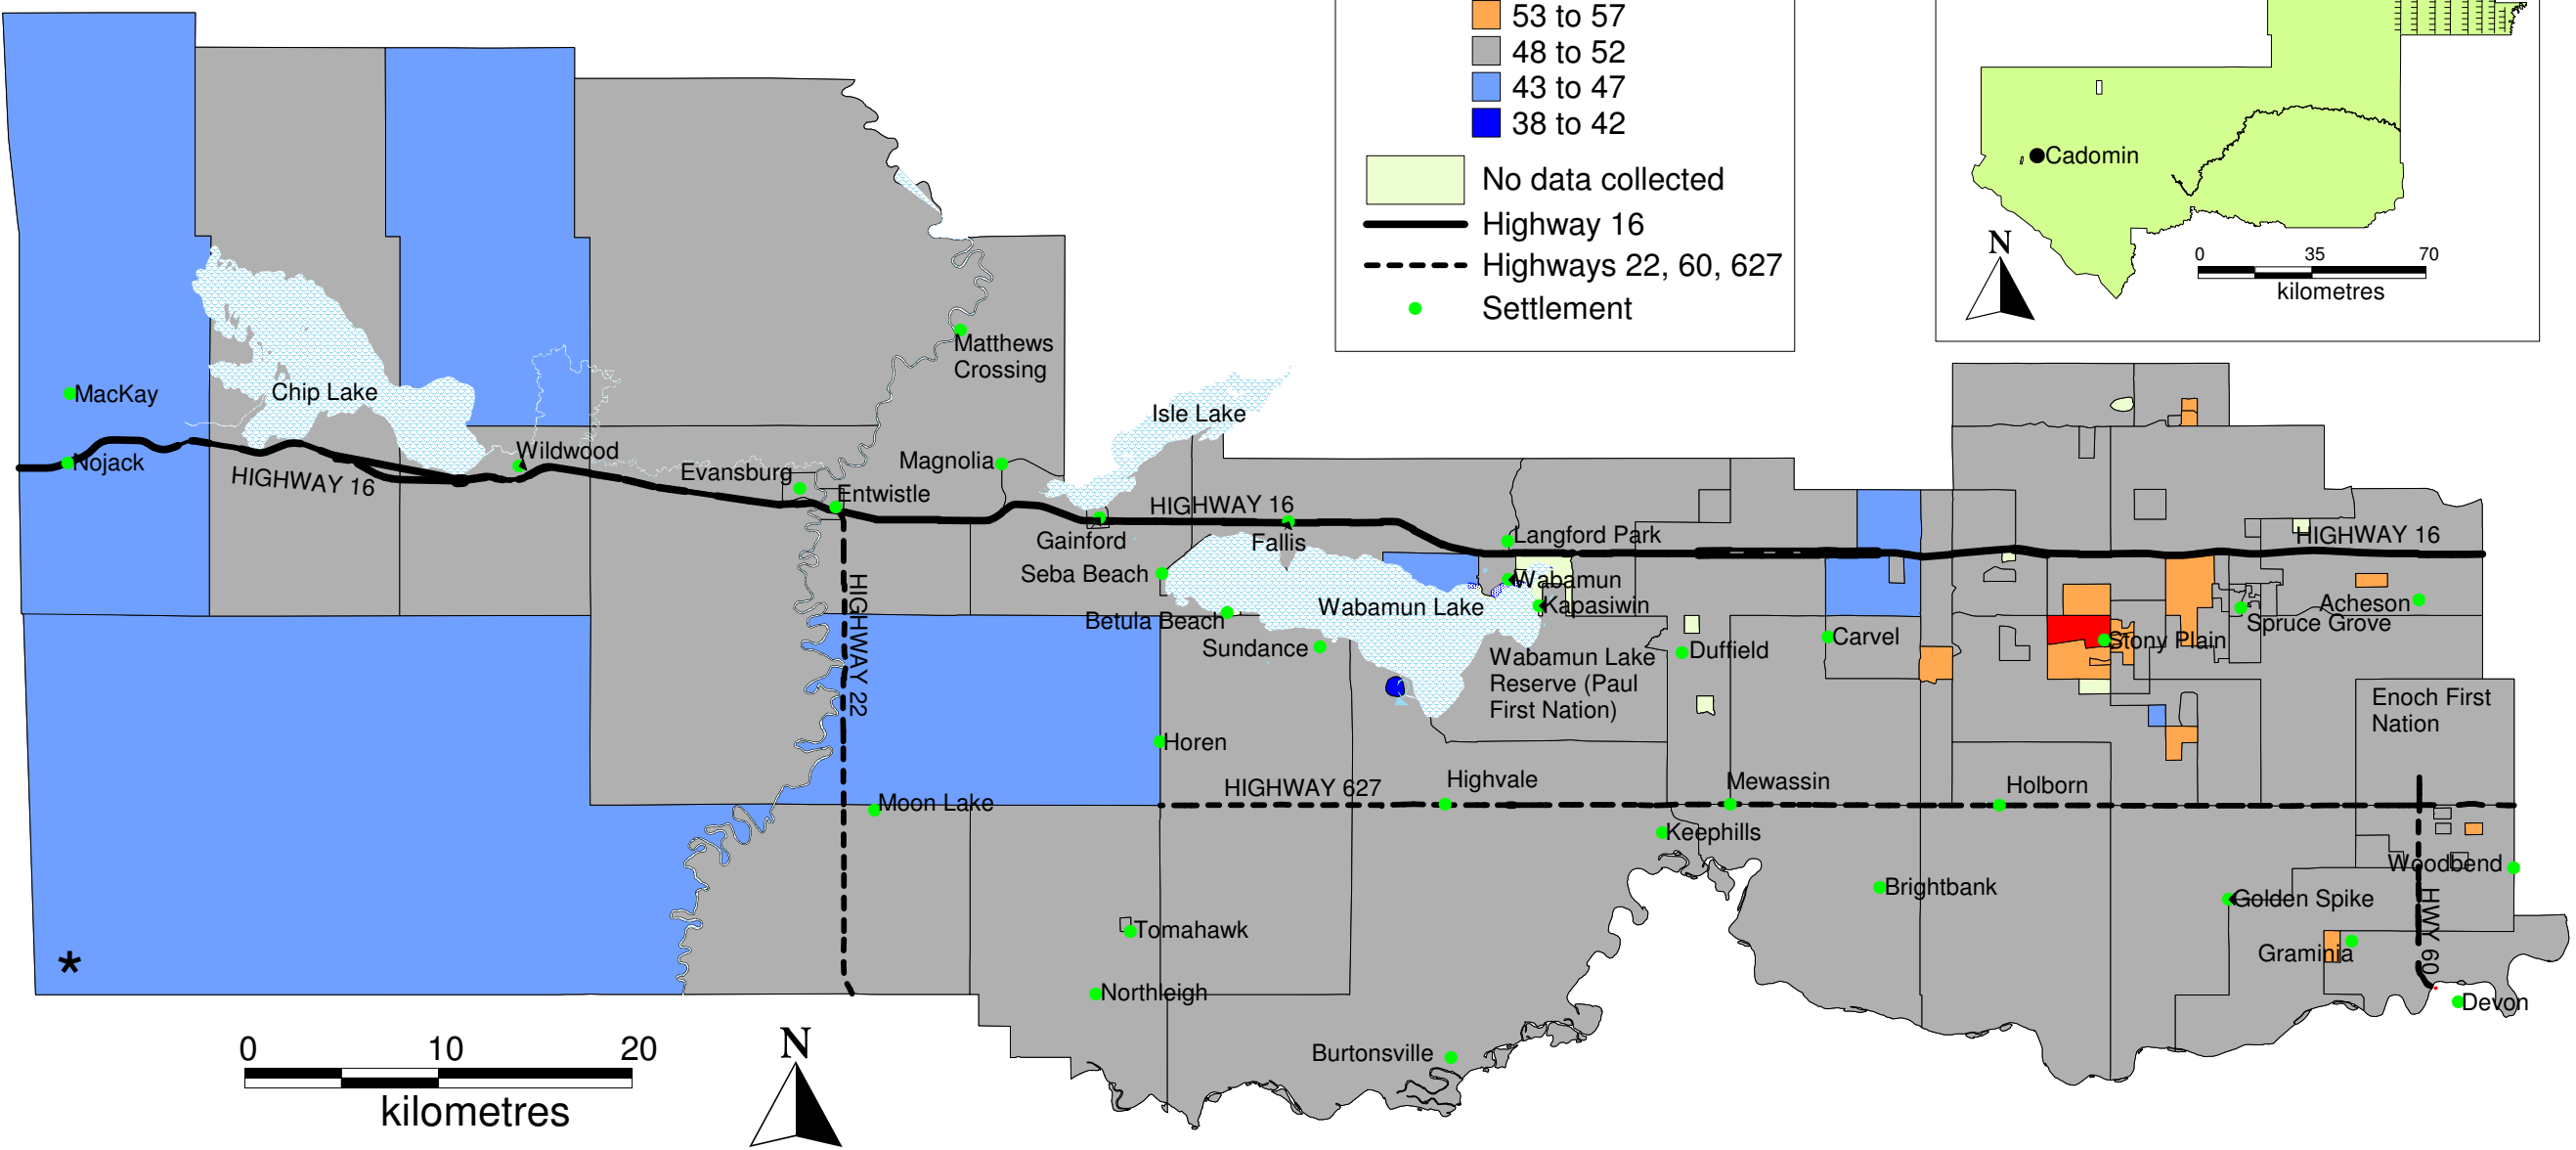 53 to 57
48 to 52
43 to 47
38 to 42
No data collected
Highway 16
Highways 22, 60, 627
Settlement
Cadomin
N
0 35 70
kilometres
Matthews
Crossing
MacKay
Chip Lake
Isle Lake
Nojack
HIGHWAY 16
Wildwood
Evansburg
Entwistle
Magnolia
HIGHWAY 16
Gainford
Fallis
Langford Park
HIGHWAY 16
Seba Beach
Wabamun
Wabamun Lake
Kapasiwin
Betula Beach
Sundance
HIGHWAY 22
Wabamun Lake
Reserve (Paul
First Nation)
Duffield
Carvel
Stony Plain
Spruce Grove
Acheson
Enoch First
Nation
Horen
HIGHWAY 627
Highvale
Mewassin
Holborn
Moon Lake
Keephills
Woodbend
Brightbank
Golden Spike
HWY 60
Tomahawk
Graminia
Northleigh
Devon
*
Burtonsville
0 10 20
kilometres
N